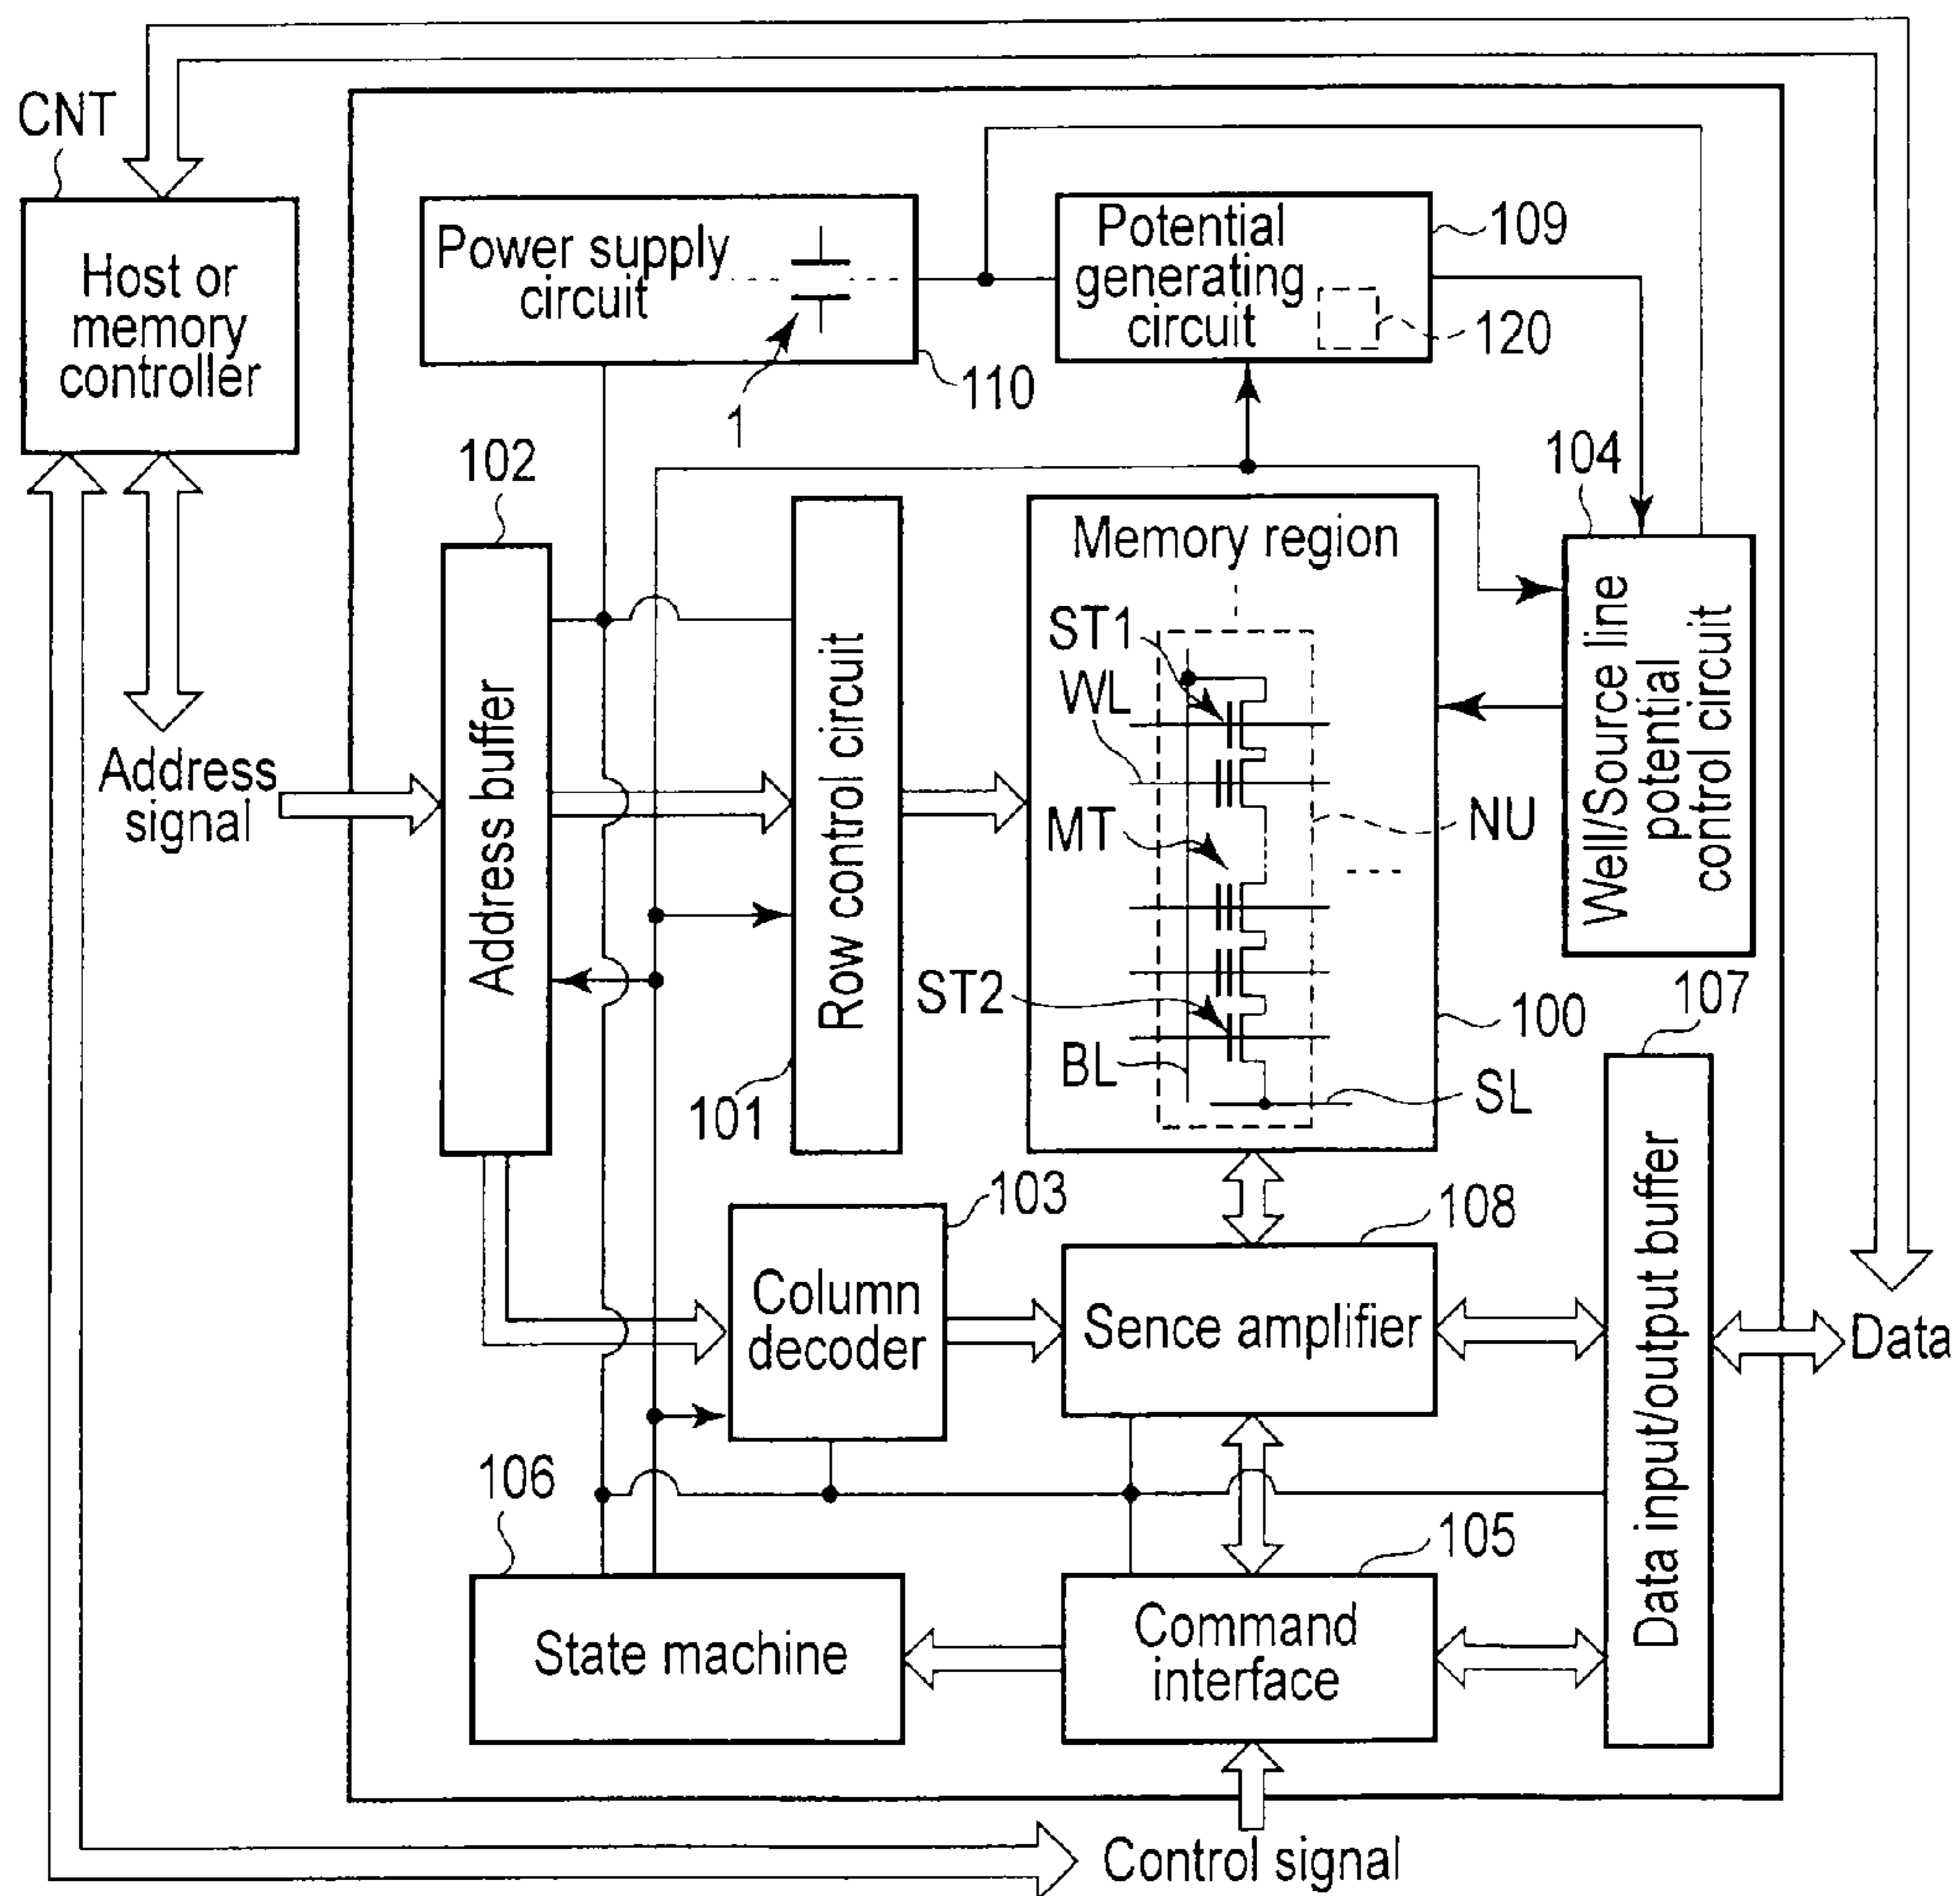 CNT
Host or
memory
controller
Power supply
circuit
1
110
Potential
generating
circuit
109
120
102
104
Address
signal
Address buffer
Row control circuit
101
Memory region
ST1
WL
MT
NU
ST2
BL
SL
100
Well/Source line
potential
control circuit
107
103
Column
decoder
108
Sence amplifier
Data input/output buffer
Data
106
State machine
105
Command
interface
Control signal